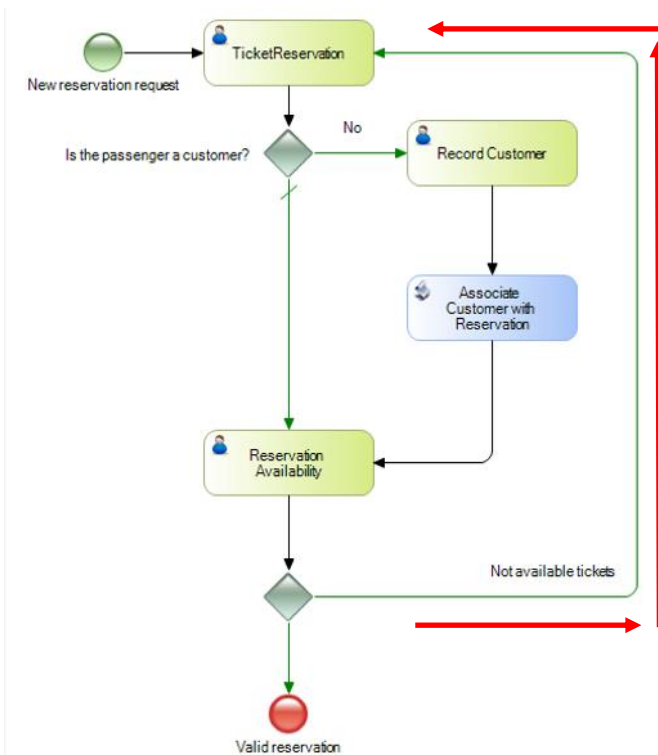 TicketReservation
New reservation request
No
Is the passenger a customer?
Record Customer
Associate
Customer with
Reservation
Reservation
Availability
Not available tickets
Valid reservation